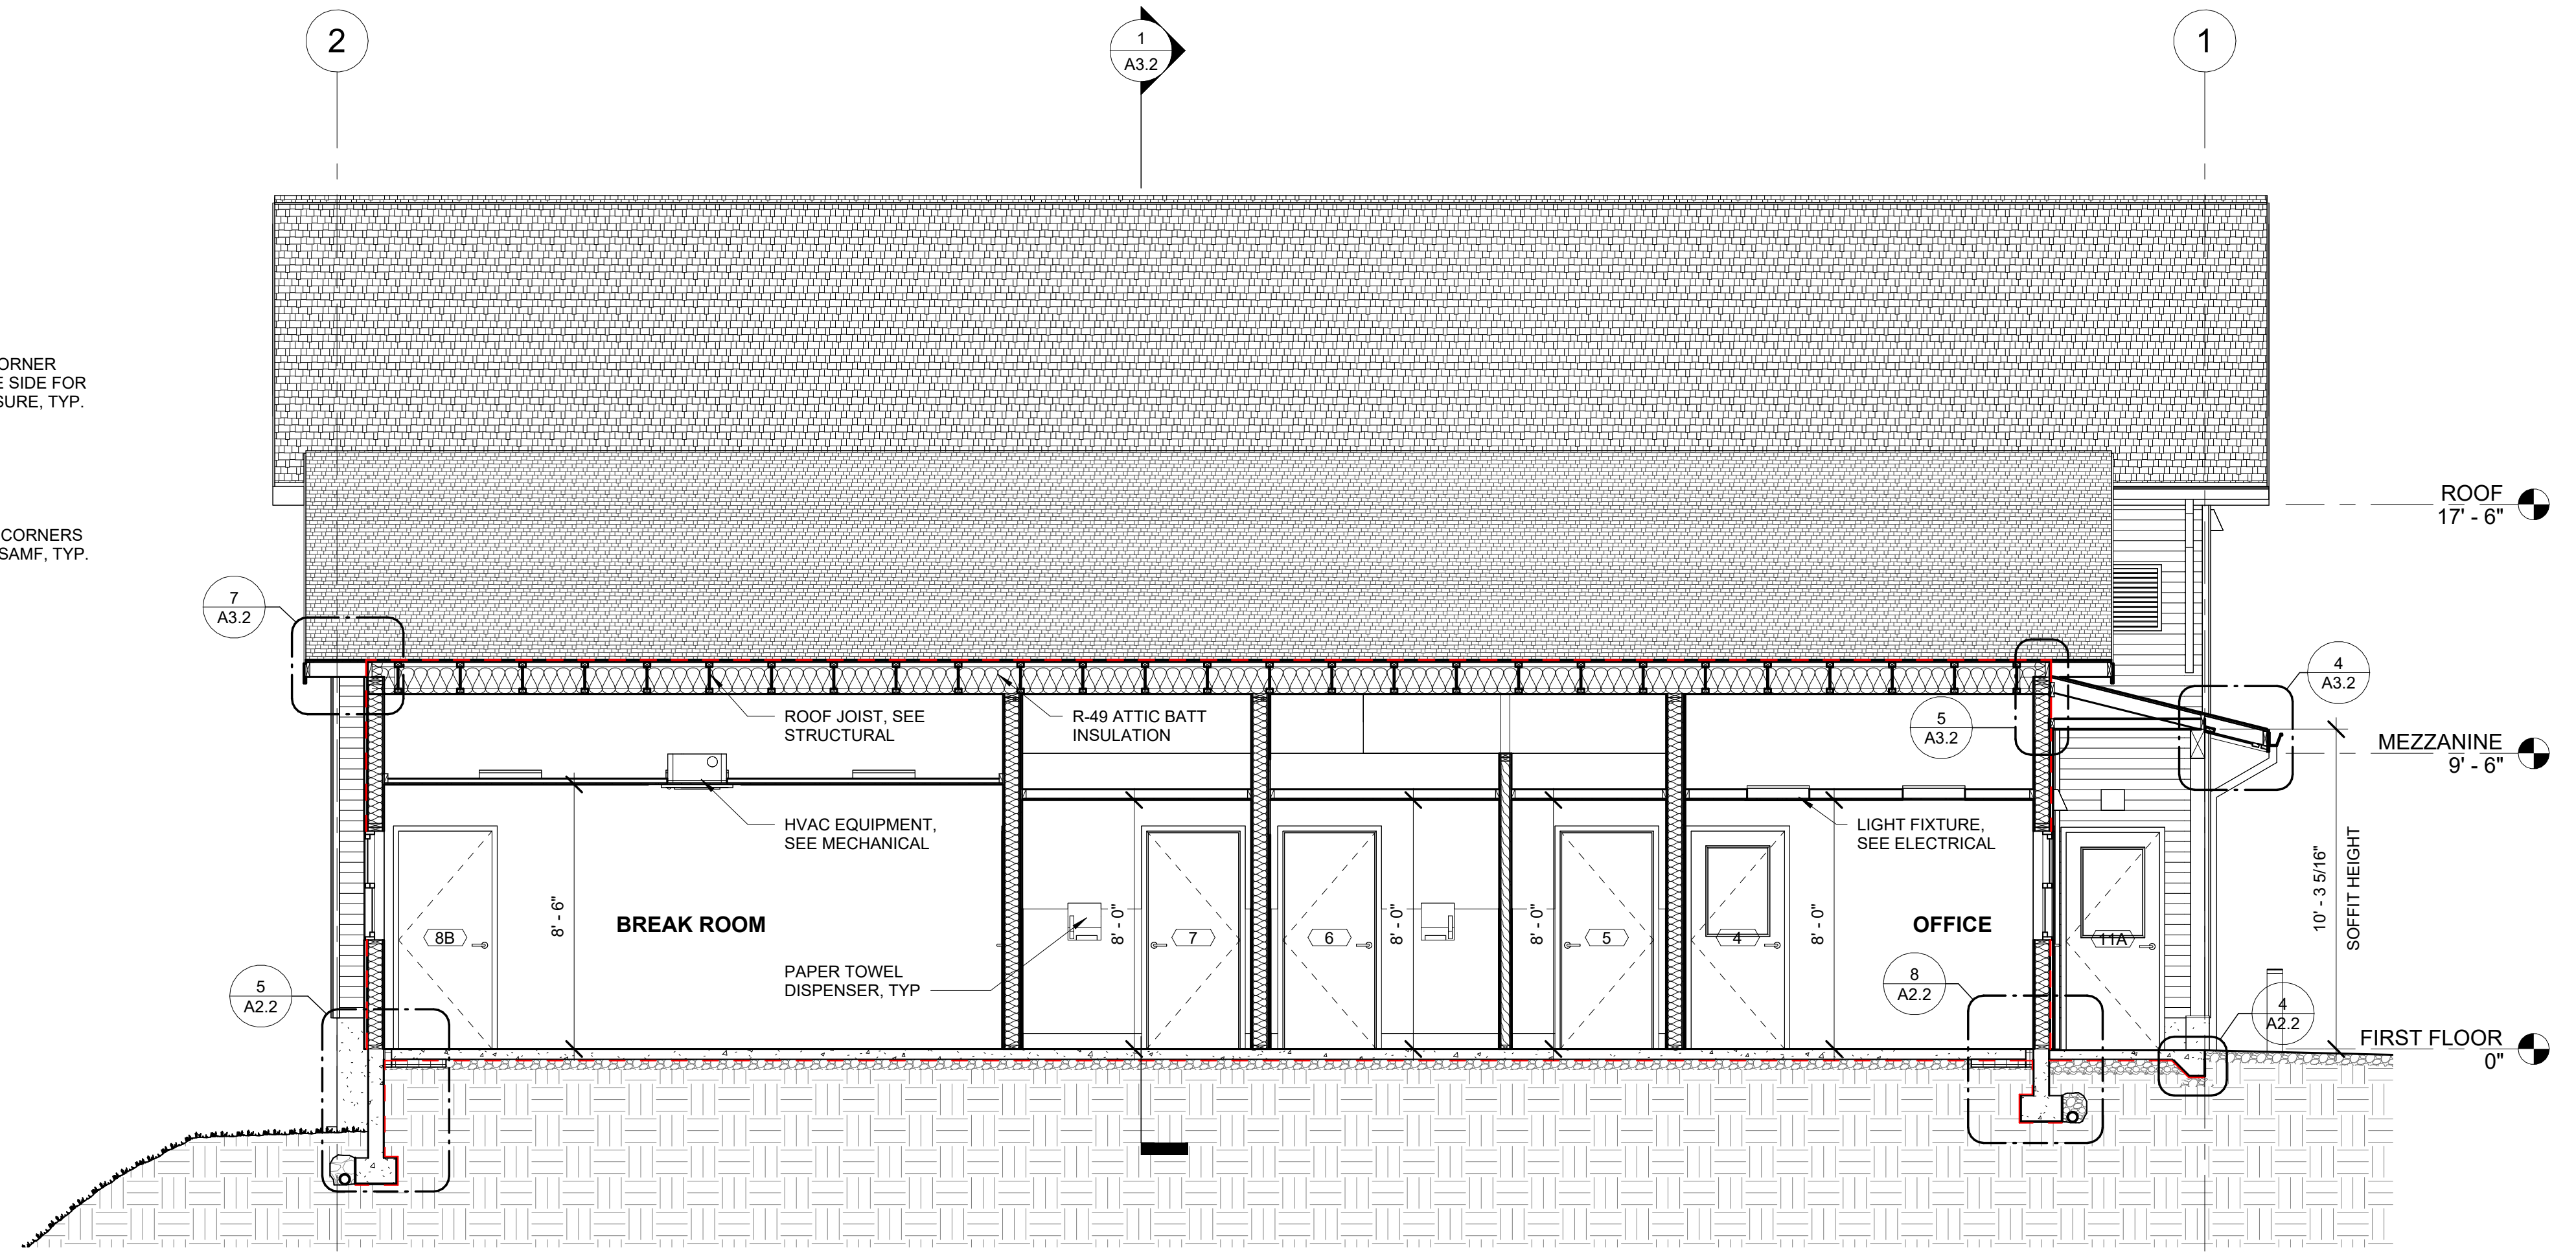 2
1
A3.2
1
ORNER
E SIDE FOR
SURE, TYP.
CORNERS
SAMF, TYP.
ROOF
17' - 6"
7
A3.2
4
A3.2
5
A3.2
ROOF JOIST, SEE
STRUCTURAL
R-49 ATTIC BATT
INSULATION
MEZZANINE
9' - 6"
HVAC EQUIPMENT,
SEE MECHANICAL
LIGHT FIXTURE,
SEE ELECTRICAL
10' - 3 5/16"
SOFFIT HEIGHT
8' - 6"
BREAK ROOM
8' - 0"
8' - 0"
8' - 0"
8' - 0"
OFFICE
8B
7
6
5
4
11A
PAPER TOWEL
DISPENSER, TYP
5
A2.2
8
A2.2
4
A2.2
FIRST FLOOR
0"